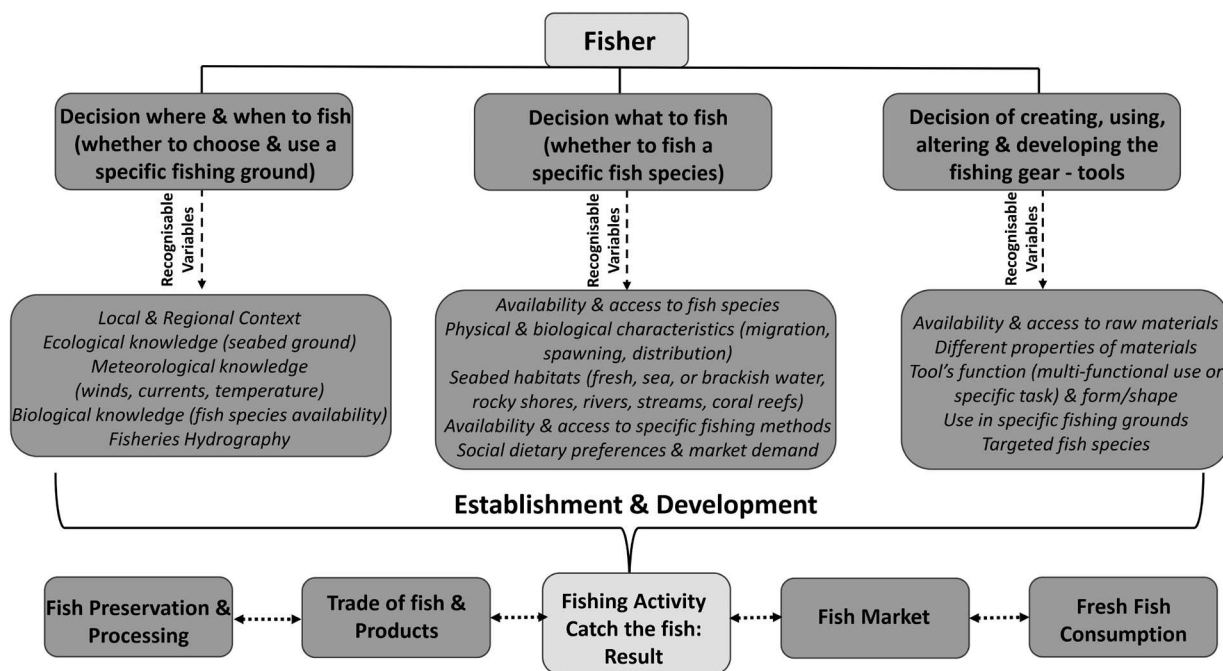 Fisher
Decision where & when to fish
(whether to choose & use a
specific fishing ground)
Decision what to fish
(whether to fish a
specific fish species)
Decision of creating, using,
altering & developing the
fishing gear - tools
Recognisable
Variables
Recognisable
Variables
Recognisable
Variables
Local & Regional Context
Ecological knowledge (seabed ground)
Meteorological knowledge
(winds, currents, temperature)
Biological knowledge (fish species availability)
Fisheries Hydrography
Availability & access to fish species
Physical & biological characteristics (migration,
spawning, distribution)
Seabed habitats (fresh, sea, or brackish water,
rocky shores, rivers, streams, coral reefs)
Availability & access to specific fishing methods
Social dietary preferences & market demand
Availability & access to raw materials
Different properties of materials
Tool’s function (multi-functional use or
specific task) & form/shape
Use in specific fishing grounds
Targeted fish species
Establishment & Development
Fish Preservation &
Processing
Trade of fish &
Products
Fishing Activity
Catch the fish:
Result
Fish Market
Fresh Fish
Consumption